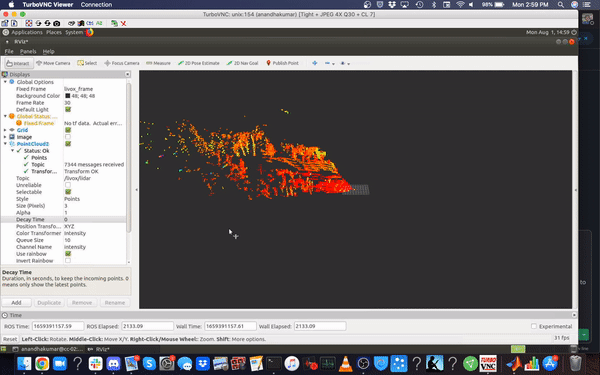 TurboVNC Viewer Connection Window Help Mon Aug 1 2:59 PM
TurboVNC: unix:154 (anandhakumar) [Tight + JPEG 4X Q30 + CL 7]
Applications Places System Mon Aug 1, 14:59
RViz*
File Panels Help
Interact Move Camera Select Focus Camera Measure 2D Pose Estimate 2D Nav Goal Publish Point
Displays
Global Options
Fixed Frame livox_frame
Background Color 48; 48; 48
Frame Rate 30
Default Light
Global Status:
Fixed Frame No tf data. Actual err...
Grid
Image
PointCloud2
Status: Ok
Points
Topic 7344 messages received
Transfor... Transform OK
Topic /livox/lidar
Unreliable
Selectable
Style Points
Size (Pixels) 3
Alpha 1
Decay Time 0
Position Transfo... XYZ
Color Transformer Intensity
Queue Size 10
Channel Name intensity
Use rainbow
Invert Rainbow
Decay Time
Duration, in seconds, to keep the incoming points. 0
means only show the latest points.
Add Duplicate Remove Rename
Time
ROS Time: 1659391157.59 ROS Elapsed: 2133.09 Wall Time: 1659391157.61 Wall Elapsed: 2133.09 Experimental
Reset Left-Click: Rotate. Middle-Click: Move X/Y. Right-Click/Mouse Wheel: Zoom. Shift: More options. 31 fps
RViz*
TURBO
VNC